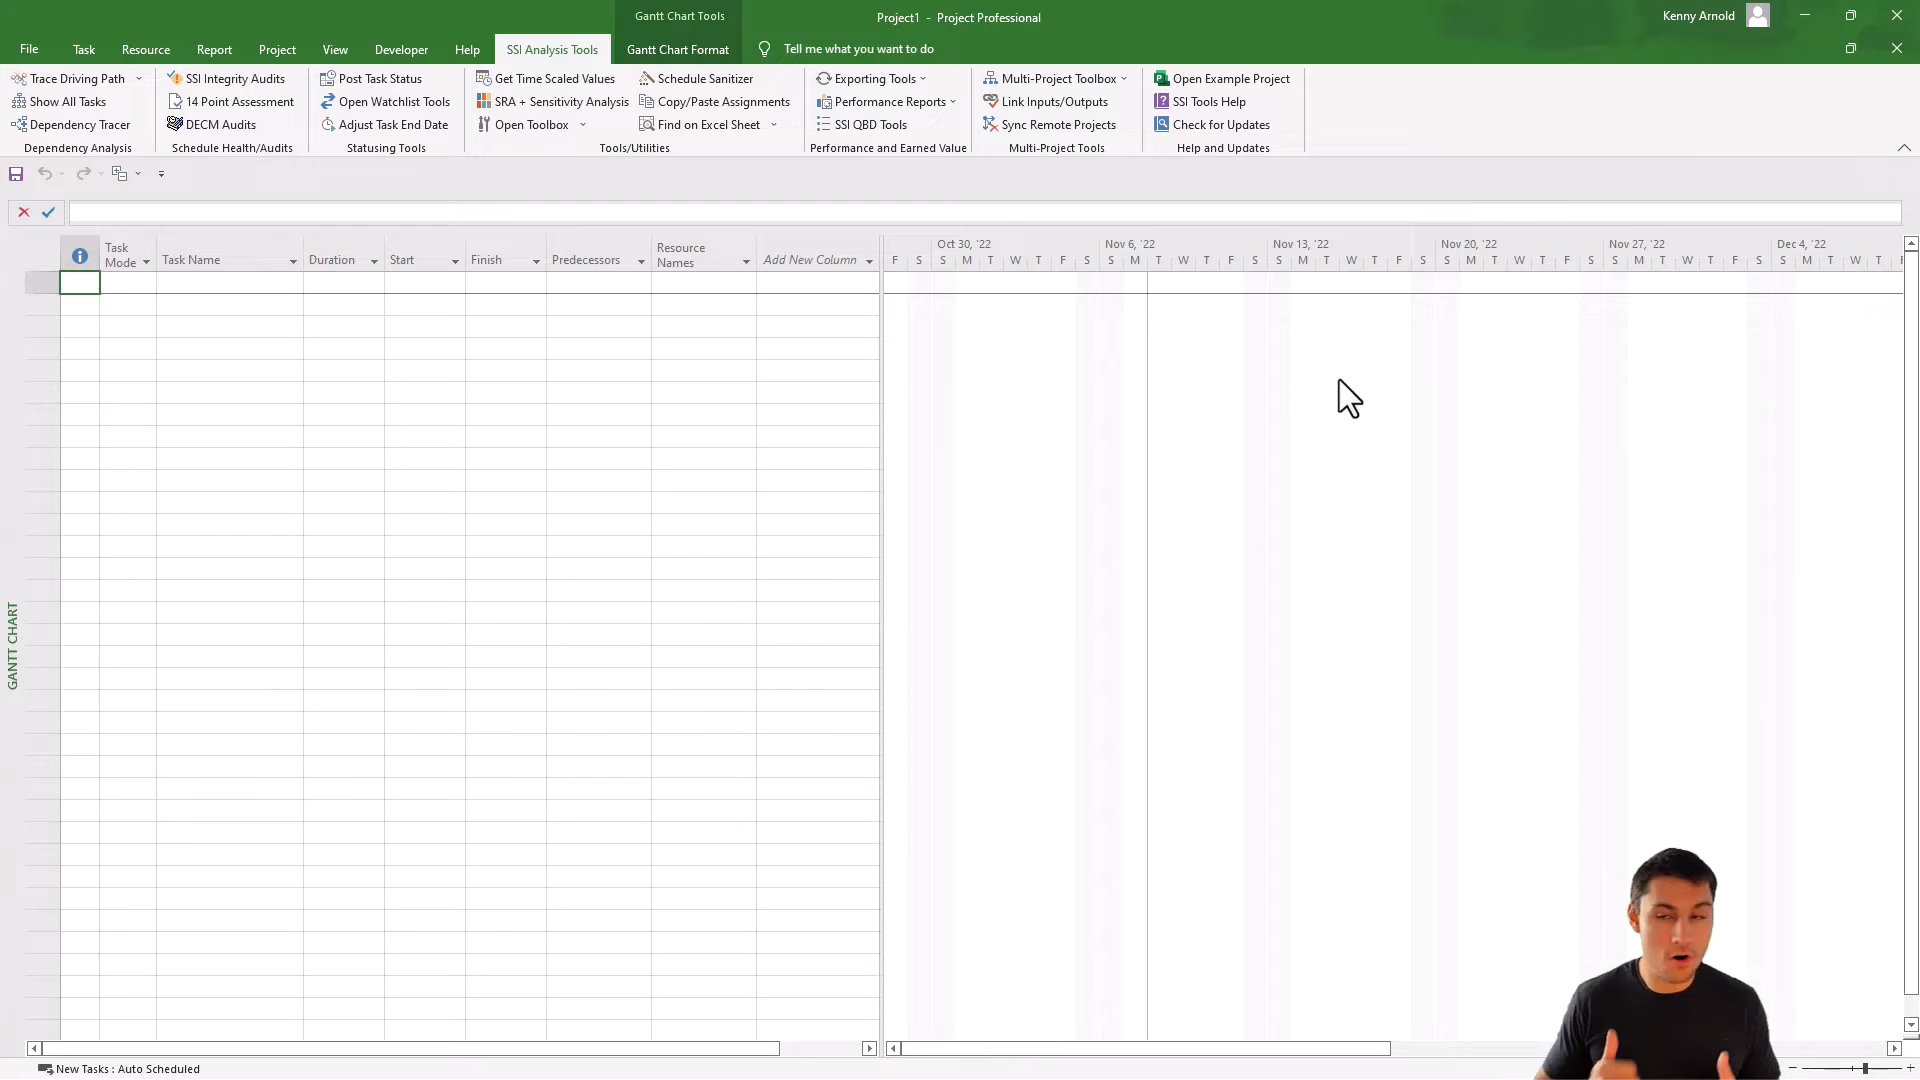 Gantt Chart Tools
Project1 - Project Professional
Kenny Arnold
File Task Resource Report Project View Developer Help SSI Analysis Tools Gantt Chart Format Tell me what you want to do
Trace Driving Path SSI Integrity Audits Post Task Status Get Time Scaled Values Schedule Sanitizer Exporting Tools Multi-Project Toolbox Open Example Project
Show All Tasks 14 Point Assessment Open Watchlist Tools SRA + Sensitivity Analysis Copy/Paste Assignments Performance Reports Link Inputs/Outputs SSI Tools Help
Dependency Tracer DECM Audits Adjust Task End Date Open Toolbox Find on Excel Sheet SSI QBD Tools Sync Remote Projects Check for Updates
Dependency Analysis Schedule Health/Audits Statusing Tools Tools/Utilities Performance and Earned Value Multi-Project Tools Help and Updates
Task Mode Task Name Duration Start Finish Predecessors Resource Names Add New Column
Oct 30, '22 Nov 6, '22 Nov 13, '22 Nov 20, '22 Nov 27, '22 Dec 4, '22
F S S M T W T F S S M T W T F S S M T W T F S S M T W T F S S M T W T F S S M T W T F
GANTT CHART
New Tasks : Auto Scheduled